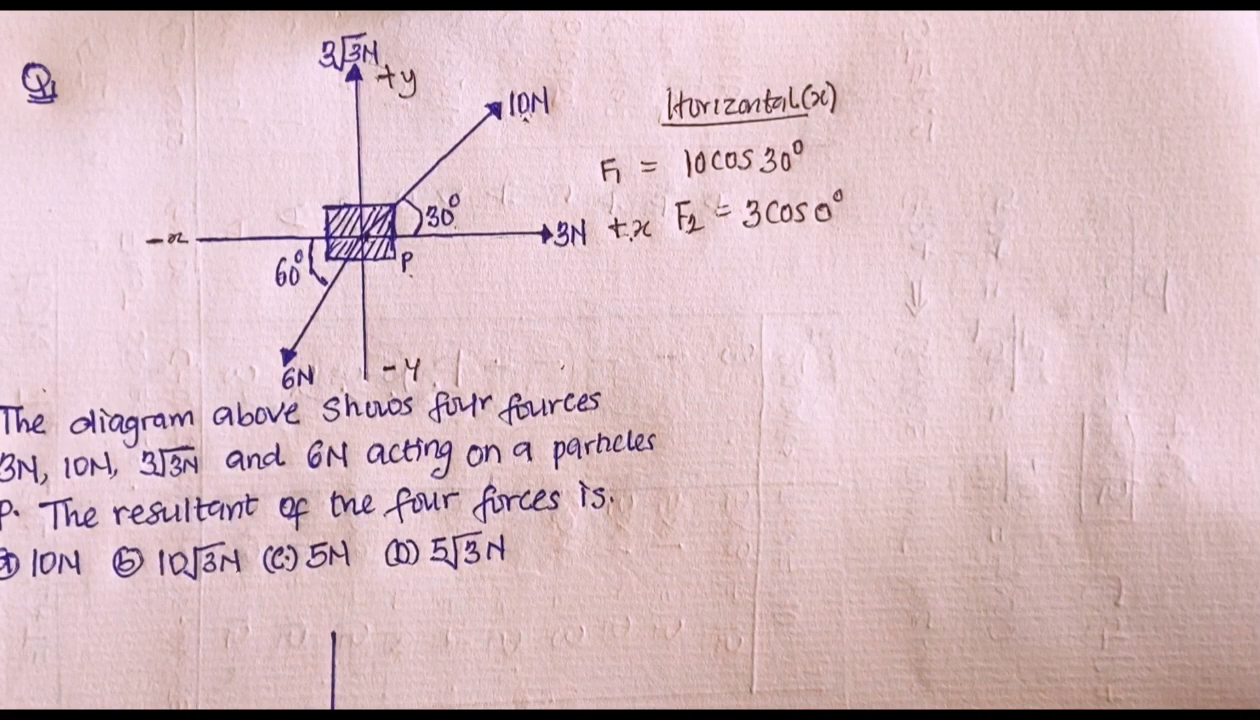 Q1
3√3N
+y
10N
Horizontal(x)
F1 = 10cos 30°
30°
-x
3N +x
F2 = 3cos 0°
60°
P
6N
-y
The diagram above shows four fources
3N, 10N, 3√3N and 6N acting on a particles
P. The resultant of the four forces is.
10N (b) 10√3N (C.) 5N (D) 5√3N